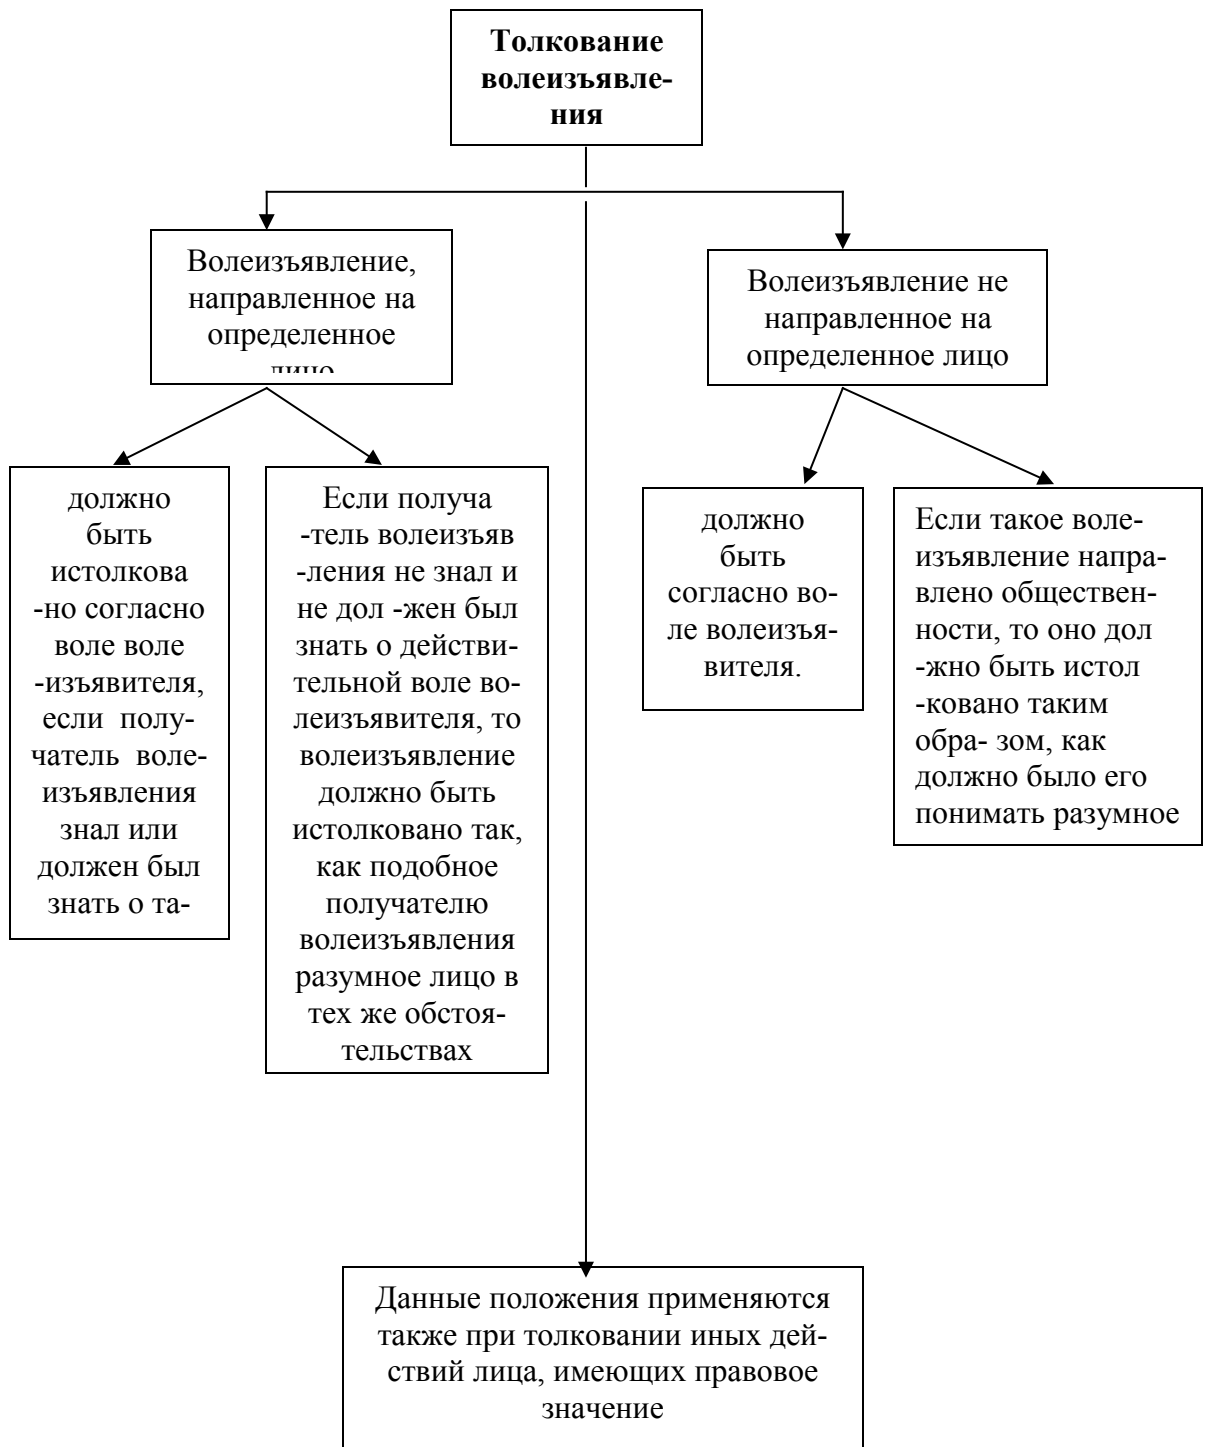 Толкование
волеизъявле-
ния
Волеизъявление,
направленное на
определенное
лицо
Волеизъявление не
направленное на
определенное лицо
должно
быть
истолкова
-но согласно
воле воле
-изъявителя,
если полу-
чатель воле-
изъявления
знал или
должен был
знать о та-
Если получа
-тель волеизъяв
-ления не знал и
не дол -жен был
знать о действи-
тельной воле во-
леизъявителя, то
волеизъявление
должно быть
истолковано так,
как подобное
получателю
волеизъявления
разумное лицо в
тех же обстоя-
тельствах
должно
быть
согласно во-
ле волеизъя-
вителя.
Если такое воле-
изъявление напра-
влено обществен-
ности, то оно дол
-жно быть истол
-ковано таким
обра- зом, как
должно было его
понимать разумное
Данные положения применяются
также при толковании иных дей-
ствий лица, имеющих правовое
значение